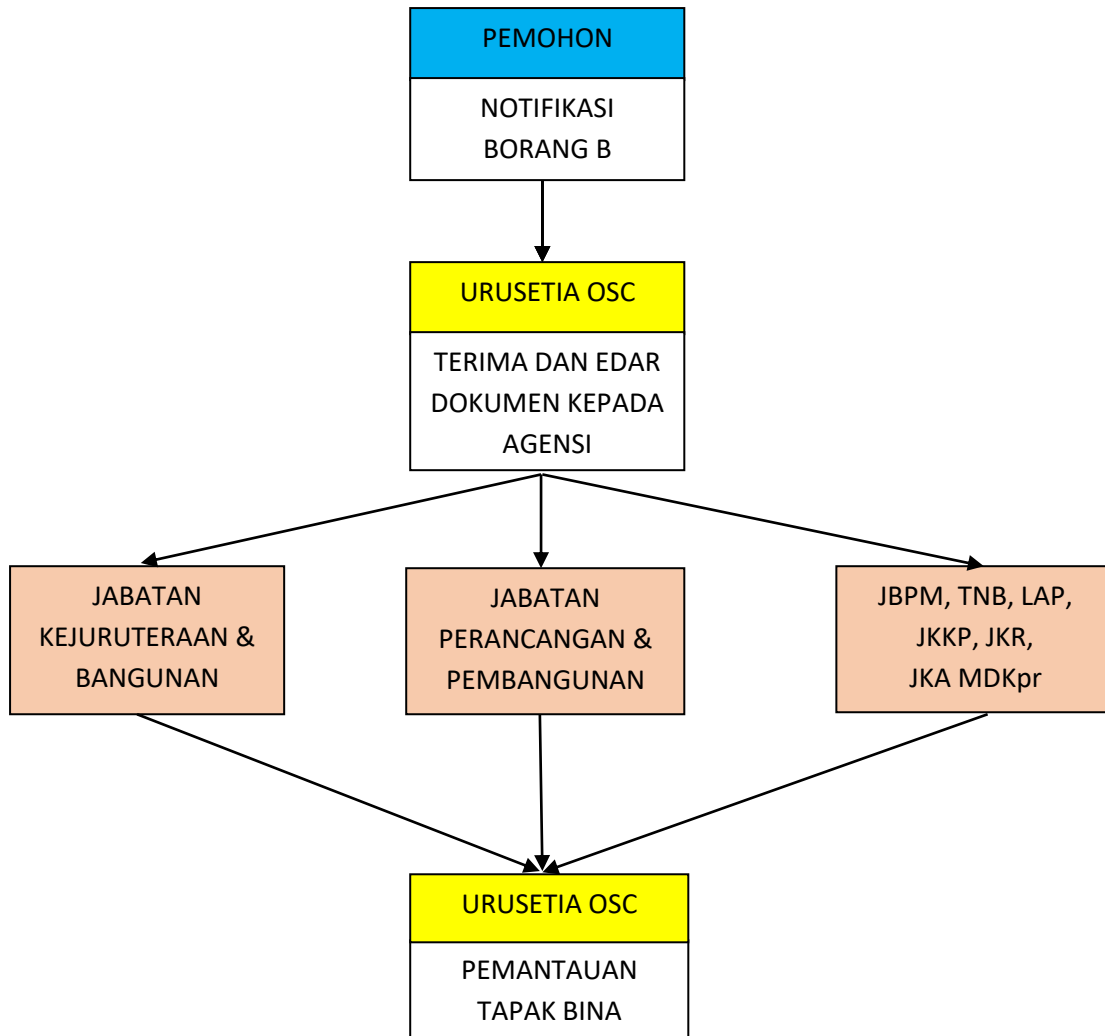 PEMOHON
NOTIFIKASI
BORANG B
URUSETIA OSC
TERIMA DAN EDAR
DOKUMEN KEPADA
AGENSI
JABATAN
KEJURUTERAAN &
BANGUNAN
JABATAN
PERANCANGAN &
PEMBANGUNAN
JBPM, TNB, LAP,
JKKP, JKR,
JKA MDKpr
URUSETIA OSC
PEMANTAUAN
TAPAK BINA